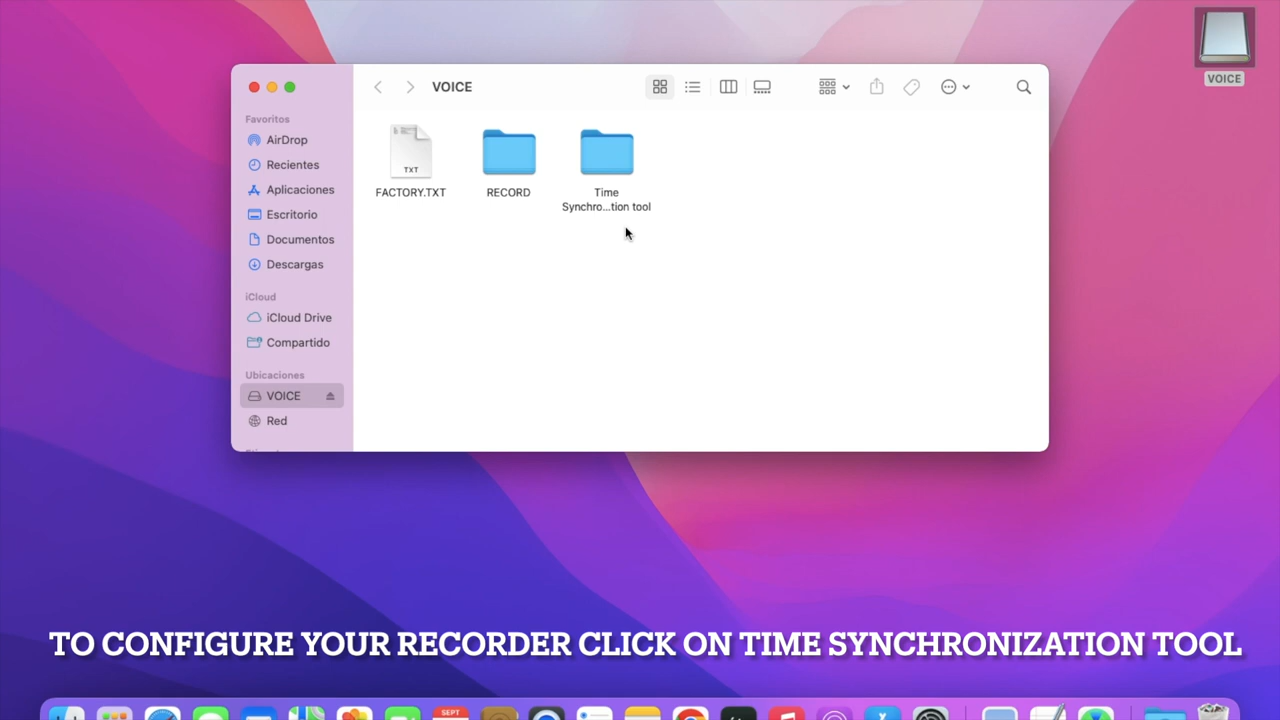 VOICE
VOICE
Favoritos
AirDrop
Recientes
Aplicaciones
Escritorio
Documentos
Descargas
iCloud
iCloud Drive
Compartido
Ubicaciones
VOICE
Red
TXT
FACTORY.TXT
RECORD
Time
Synchro...tion tool
TO CONFIGURE YOUR RECORDER CLICK ON TIME SYNCHRONIZATION TOOL
SEPT